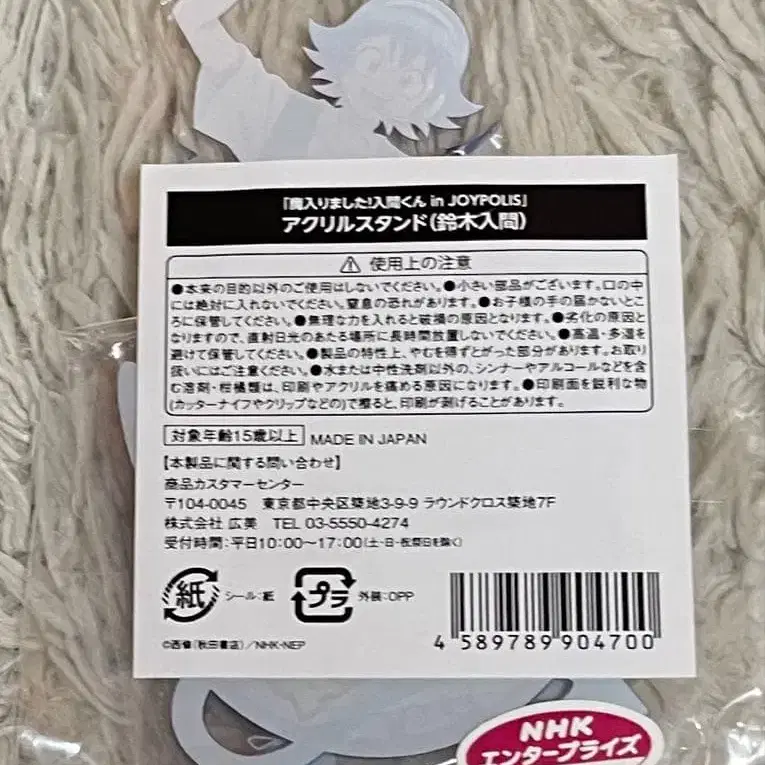 「魔入りました!入間くん in JOYPOLIS」
アクリルスタンド(鈴木入間)
使用上の注意
●本来の目的以外のご使用はしないでください。●小さい部品がございます。口の中
には絶対に入れないでください。窒息の恐れがあります。●お子様の手の届かないとこ
ろに保管してください。●無理な力を入れると破損の原因となります。●劣化の原因と
なりますので、直射日光のあたる場所に長時間放置しないでください。●高温・多湿を
避けて保管してください。●製品の特性上、やむを得ずとがった部分があります。お取り
扱いにはご注意ください。●水または中性洗剤以外の、シンナーやアルコールなどを含
む溶剤・柑橘類は、印刷やアクリルを痛める原因になります。●印刷面を鋭利な物
(カッターナイフやクリップなどの)で擦ると、印刷が剥げることがあります。
対象年齢15歳以上 MADE IN JAPAN
【本製品に関する問い合わせ】
商品カスタマーセンター
〒104-0045 東京都中央区築地3-9-9 ラウンドクロス築地7F
株式会社 広美 TEL 03-5550-4274
受付時間:平日10:00〜17:00(土・日・祝祭日を除く)
紙 シール:紙 プラ 外装:OPP
4 589789 904700
©西修(秋田書店)/NHK・NEP
NHK
エンタープライズ